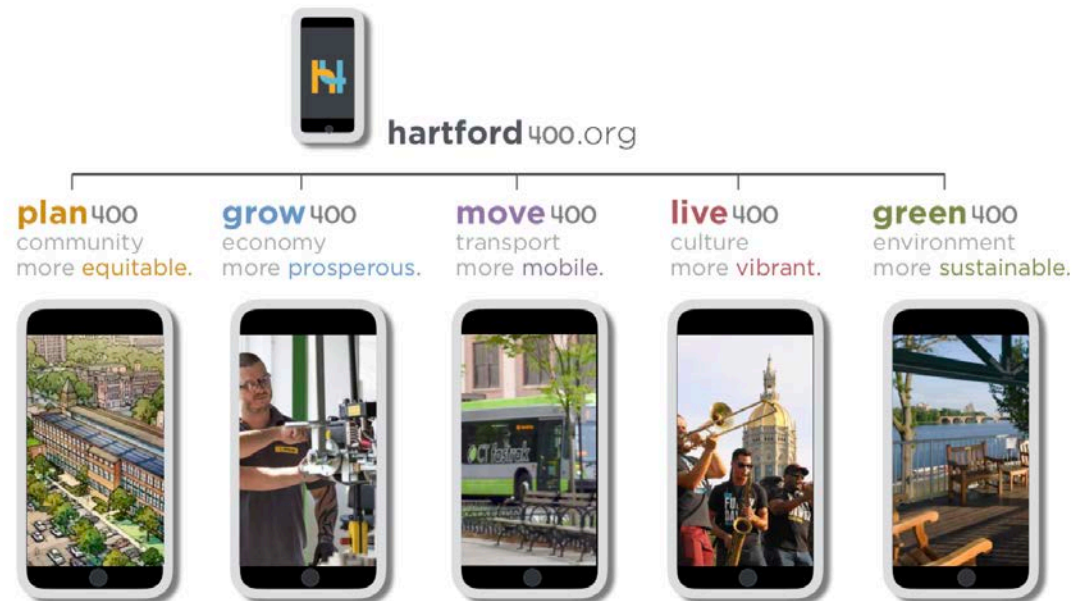 h4
hartford400.org
plan400
community
more equitable.
grow400
economy
more prosperous.
move400
transport
more mobile.
live400
culture
more vibrant.
green400
environment
more sustainable.
CT fastrak